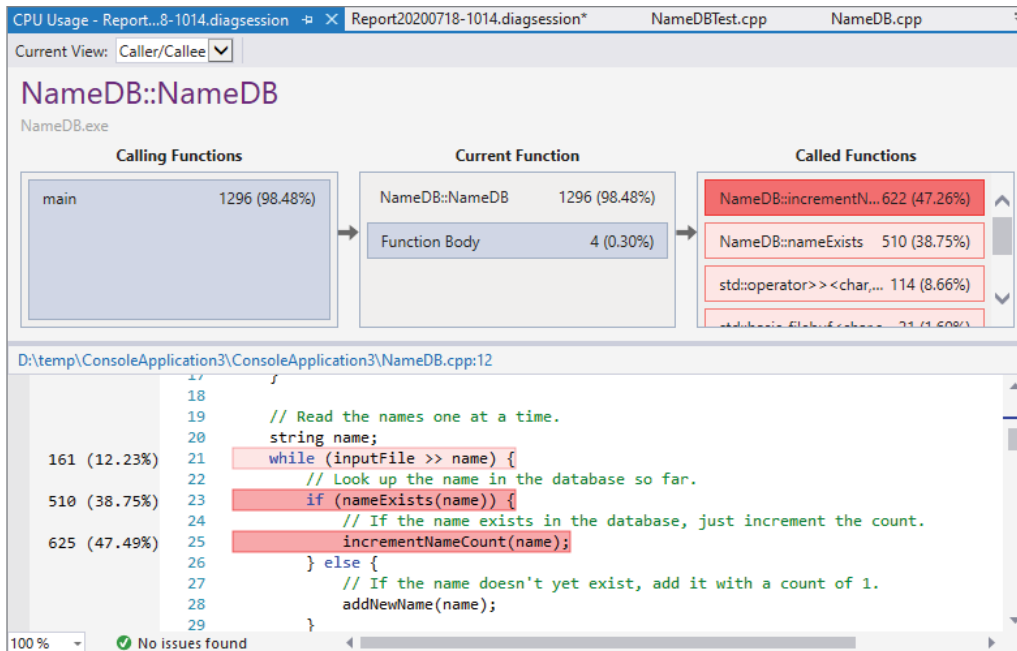 CPU Usage - Report...8-1014.diagsession Report20200718-1014.diagsession* NameDBTest.cpp NameDB.cpp
Current View: Caller/Callee
NameDB::NameDB
NameDB.exe
Calling Functions Current Function Called Functions
main 1296 (98.48%) NameDB::NameDB 1296 (98.48%) NameDB::incrementN... 622 (47.26%)
Function Body 4 (0.30%) NameDB::nameExists 510 (38.75%)
std::operator>><char,... 114 (8.66%)
D:\temp\ConsoleApplication3\ConsoleApplication3\NameDB.cpp:12
17 }
18
19 // Read the names one at a time.
20 string name;
161 (12.23%) 21 while (inputFile >> name) {
22 // Look up the name in the database so far.
510 (38.75%) 23 if (nameExists(name)) {
24 // If the name exists in the database, just increment the count.
625 (47.49%) 25 incrementNameCount(name);
26 } else {
27 // If the name doesn't yet exist, add it with a count of 1.
28 addNewName(name);
29 }
100 % No issues found